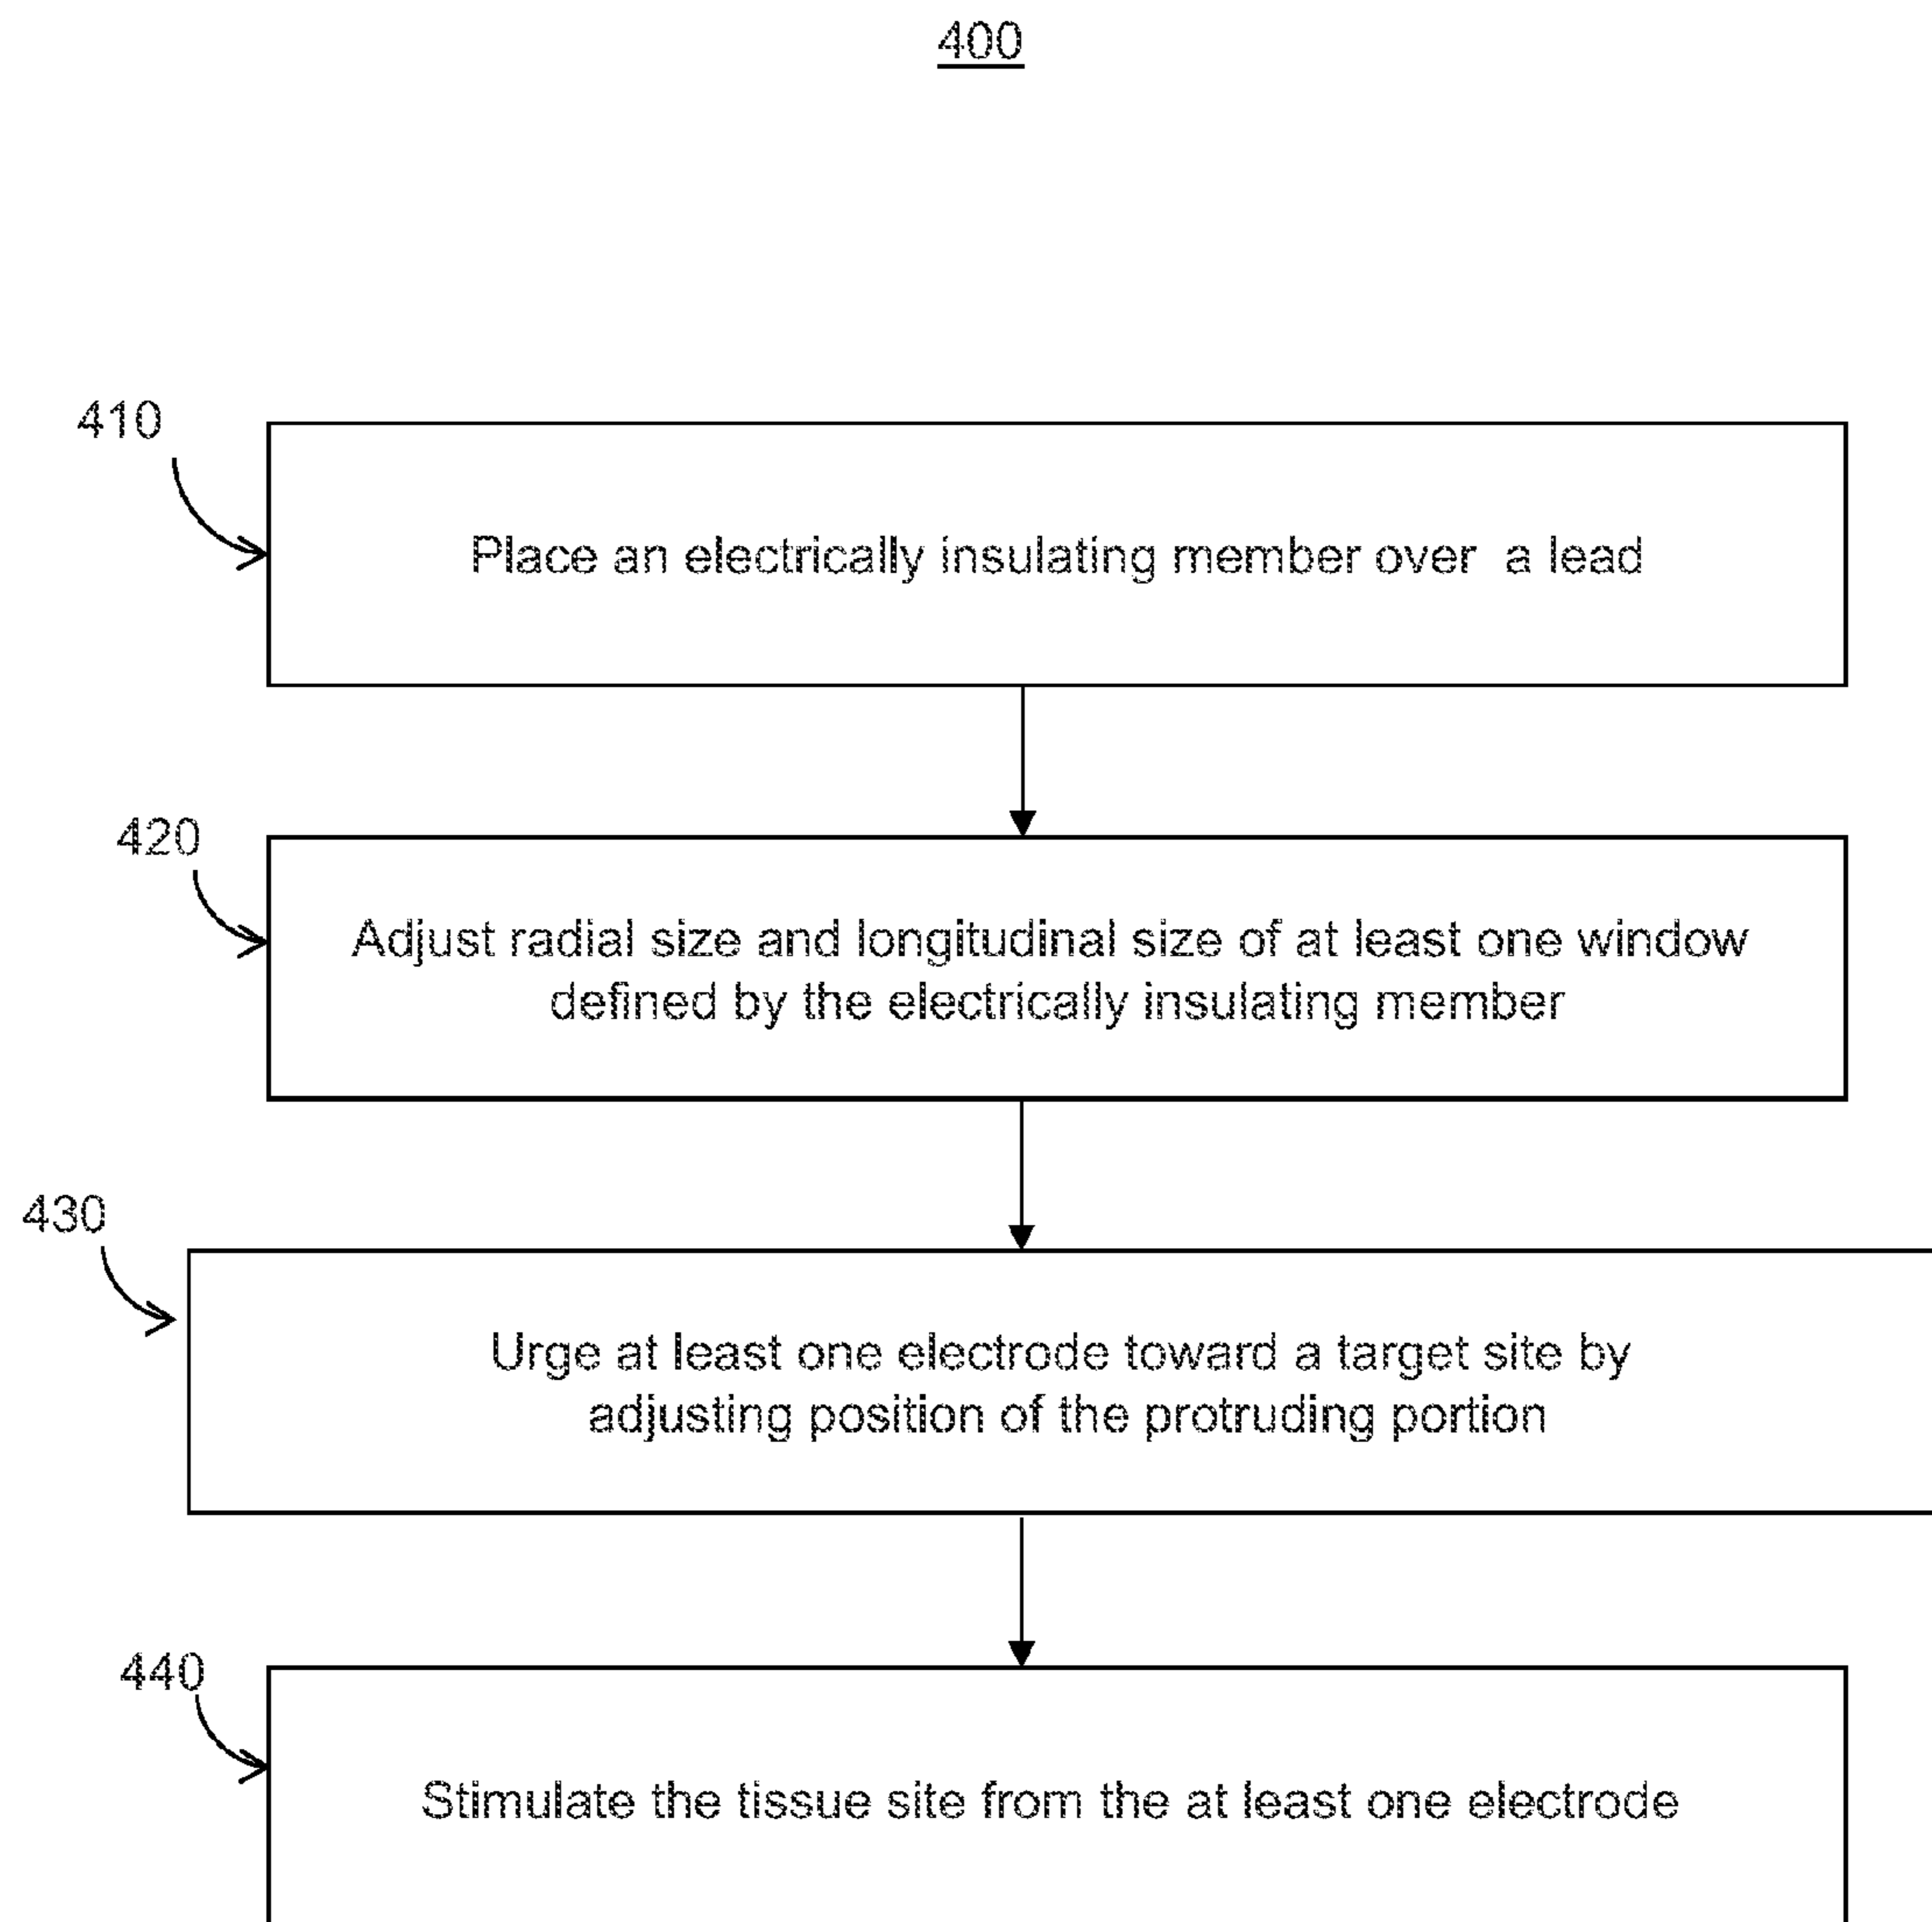 400
410
Place an electrically insulating member over a lead
420
Adjust radial size and longitudinal size of at least one window
defined by the electrically insulating member
430
Urge at least one electrode toward a target site by
adjusting position of the protruding portion
440
Stimulate the tissue site from the at least one electrode